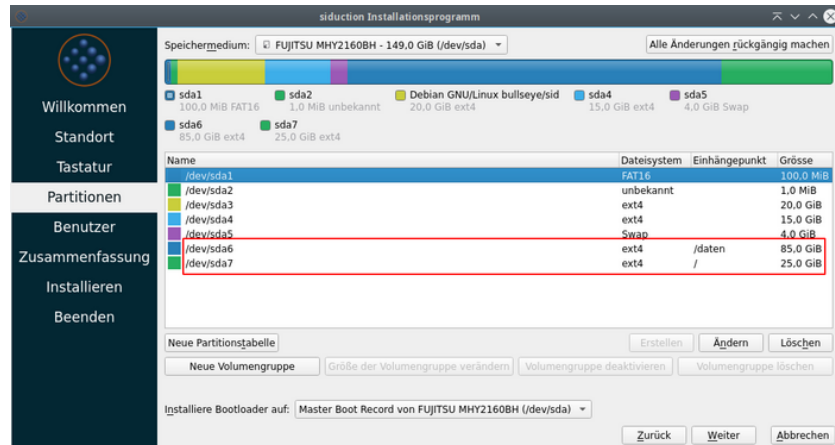 siduction Installationsprogramm
Willkommen
Standort
Tastatur
Partitionen
Benutzer
Zusammenfassung
Installieren
Beenden
Speichermedium: FUJITSU MHY2160BH - 149,0 GiB (/dev/sda) Alle Änderungen rückgängig machen
sda1 sda2 Debian GNU/Linux bullseye/sid sda4 sda5
100,0 MiB FAT16 1,0 MiB unbekannt 20,0 GiB ext4 15,0 GiB ext4 4,0 GiB Swap
sda6 sda7
85,0 GiB ext4 25,0 GiB ext4
Name Dateisystem Einhängepunkt Grösse
/dev/sda1 FAT16 100,0 MiB
/dev/sda2 unbekannt 1,0 MiB
/dev/sda3 ext4 20,0 GiB
/dev/sda4 ext4 15,0 GiB
/dev/sda5 Swap 4,0 GiB
/dev/sda6 ext4 /daten 85,0 GiB
/dev/sda7 ext4 / 25,0 GiB
Neue Partitionstabelle Erstellen Ändern Löschen
Neue Volumengruppe Größe der Volumengruppe verändern Volumengruppe deaktivieren Volumengruppe löschen
Installiere Bootloader auf: Master Boot Record von FUJITSU MHY2160BH (/dev/sda)
Zurück Weiter Abbrechen